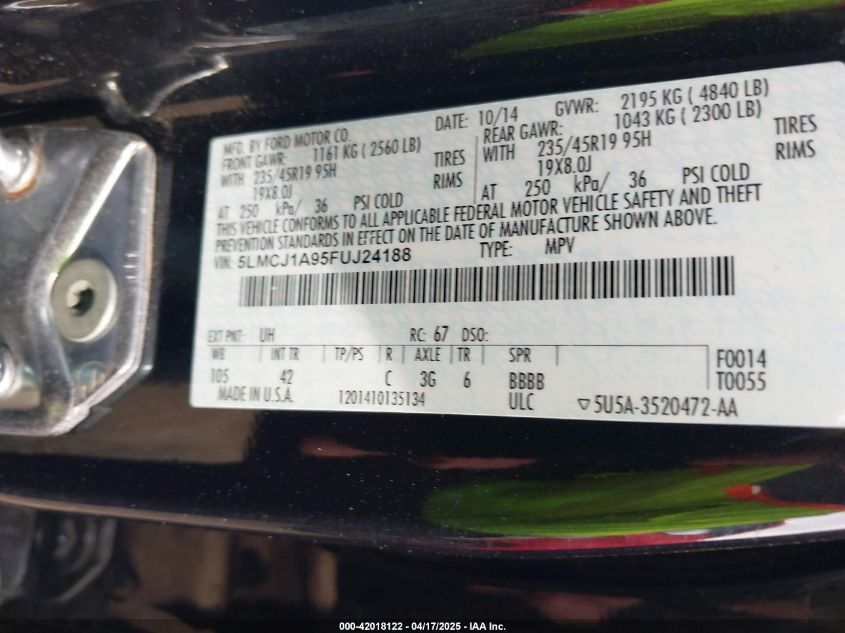 MFD. BY FORD MOTOR CO. DATE: 10/14 GVWR: 2195 KG ( 4840 LB)
FRONT GAWR: 1161 KG ( 2560 LB) REAR GAWR: 1043 KG ( 2300 LB)
WITH 235/45R19 95H TIRES WITH 235/45R19 95H TIRES
19X8.0J RIMS 19X8.0J RIMS
AT 250 kPa/ 36 PSI COLD AT 250 kPa/ 36 PSI COLD
THIS VEHICLE CONFORMS TO ALL APPLICABLE FEDERAL MOTOR VEHICLE SAFETY AND THEFT
PREVENTION STANDARDS IN EFFECT ON THE DATE OF MANUFACTURE SHOWN ABOVE.
VIN: 5LMCJ1A95FUJ24188 TYPE: MPV
EXT PNT: UH RC: 67 DSO:
WB INT TR TP/PS R AXLE TR SPR F0014
105 42 C 3G 6 BBBB T0055
MADE IN U.S.A. 1201410135134 ULC ▽5U5A-3520472-AA
000-42018122 - 04/17/2025 - IAA Inc.